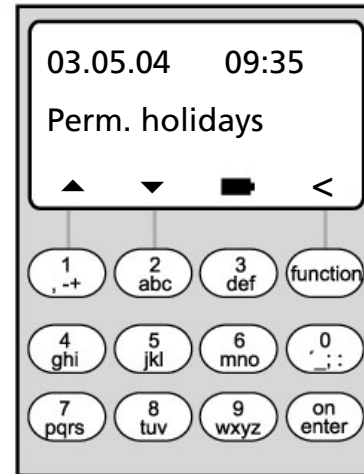 03.05.04 09:35
Perm. holidays
<
1 2 3 function
, -+ abc def
4 5 6 0
ghi jkl mno ´_; :
7 8 9 on
pqrs tuv wxyz enter